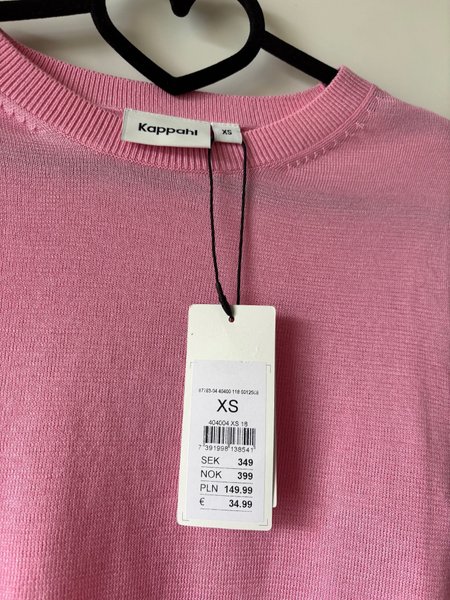 Kappahl
XS
XS
404004 XS 18
7 391998 138541
SEK 349
NOK 399
PLN 149.99
€ 34.99